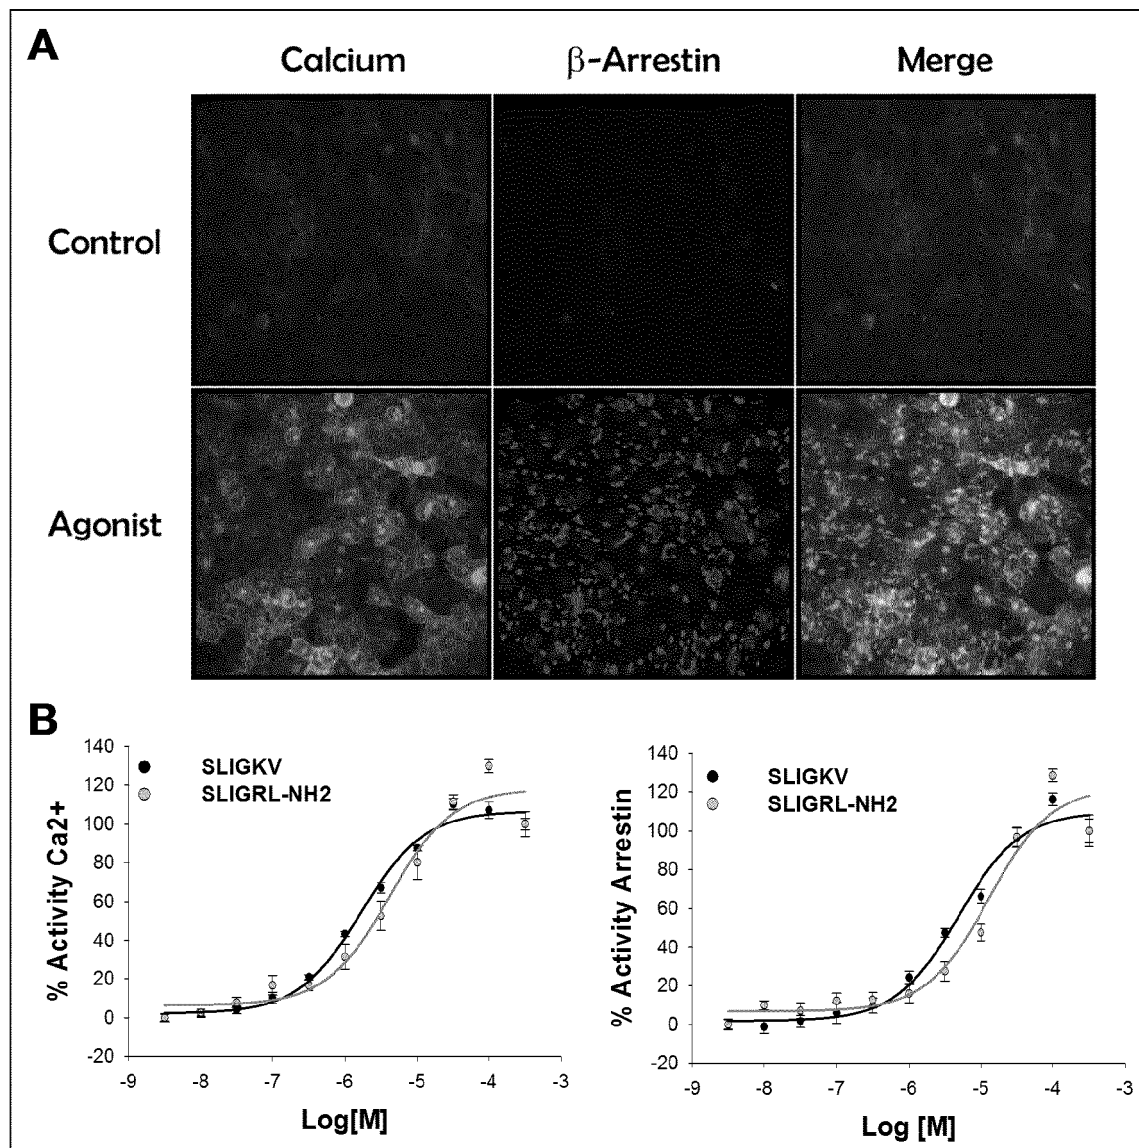 A
Calcium
β-Arrestin
Merge
Control
Agonist
B
140
120
100
80
60
40
20
0
-20
% Activity Ca2+
SLIGKV
SLIGRL-NH2
-9 -8 -7 -6 -5 -4 -3
Log[M]
140
120
100
80
60
40
20
0
-20
% Activity Arrestin
SLIGKV
SLIGRL-NH2
-9 -8 -7 -6 -5 -4 -3
Log [M]